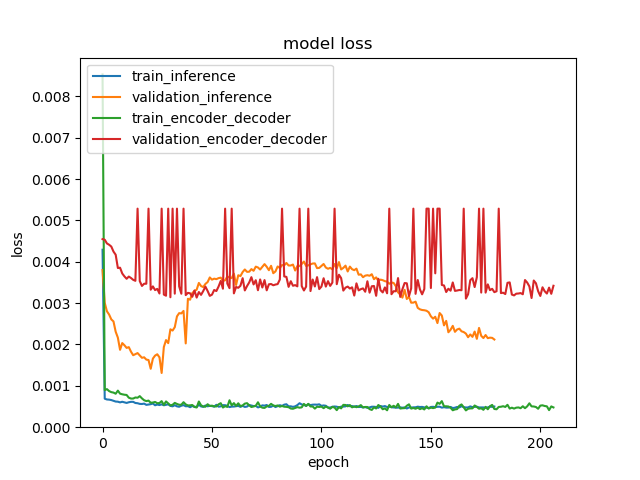 model loss
train_inference
validation_inference
train_encoder_decoder
validation_encoder_decoder
loss
0.008
0.007
0.006
0.005
0.004
0.003
0.002
0.001
0.000
0 50 100 150 200
epoch